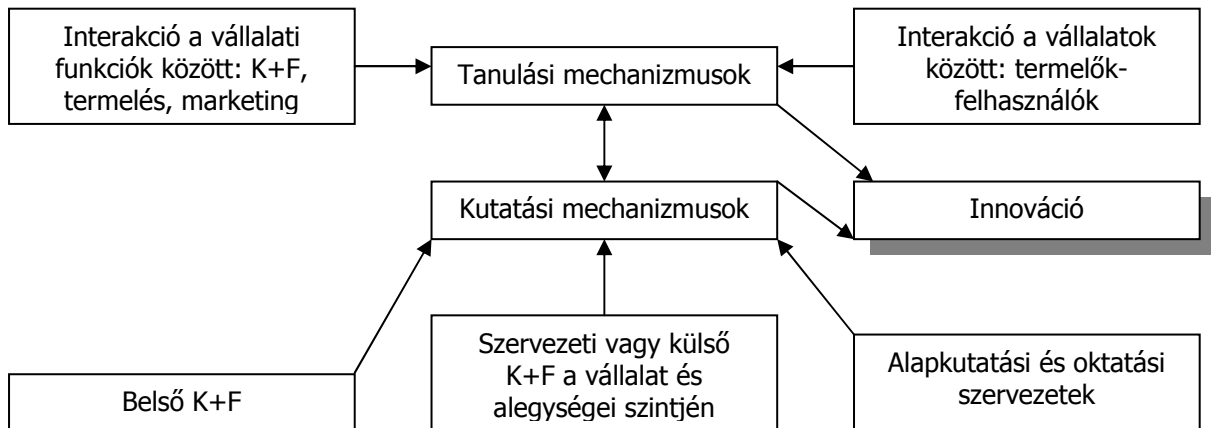 Interakció a vállalati
funkciók között: K+F,
termelés, marketing
Tanulási mechanizmusok
Interakció a vállalatok
között: termelők-
felhasználók
Kutatási mechanizmusok
Innováció
Belső K+F
Szervezeti vagy külső
K+F a vállalat és
alegységei szintjén
Alapkutatási és oktatási
szervezetek